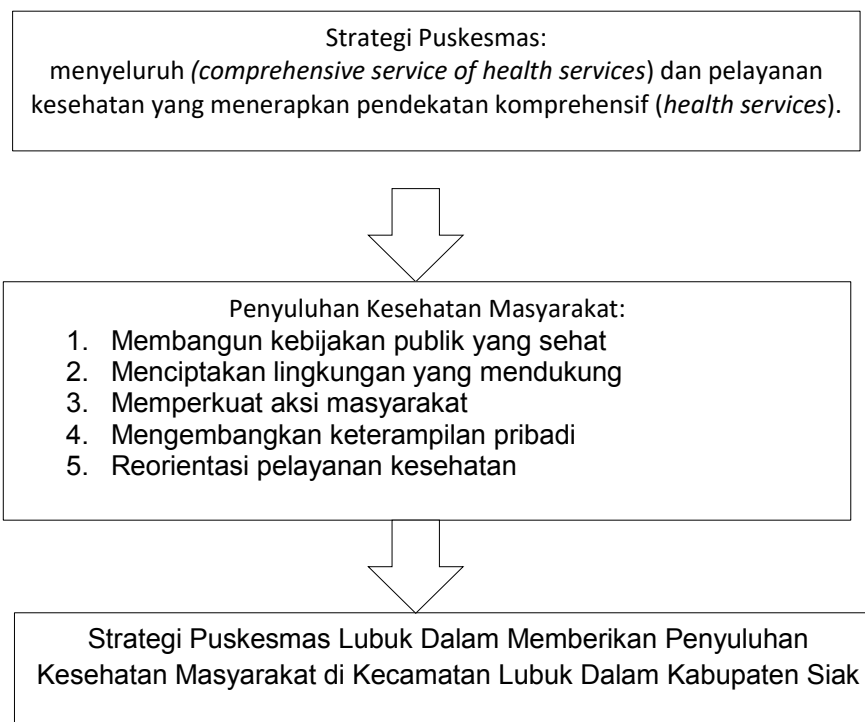 Strategi Puskesmas:
menyeluruh (comprehensive service of health services) dan pelayanan
kesehatan yang menerapkan pendekatan komprehensif (health services).
Penyuluhan Kesehatan Masyarakat:
1. Membangun kebijakan publik yang sehat
2. Menciptakan lingkungan yang mendukung
3. Memperkuat aksi masyarakat
4. Mengembangkan keterampilan pribadi
5. Reorientasi pelayanan kesehatan
Strategi Puskesmas Lubuk Dalam Memberikan Penyuluhan
Kesehatan Masyarakat di Kecamatan Lubuk Dalam Kabupaten Siak